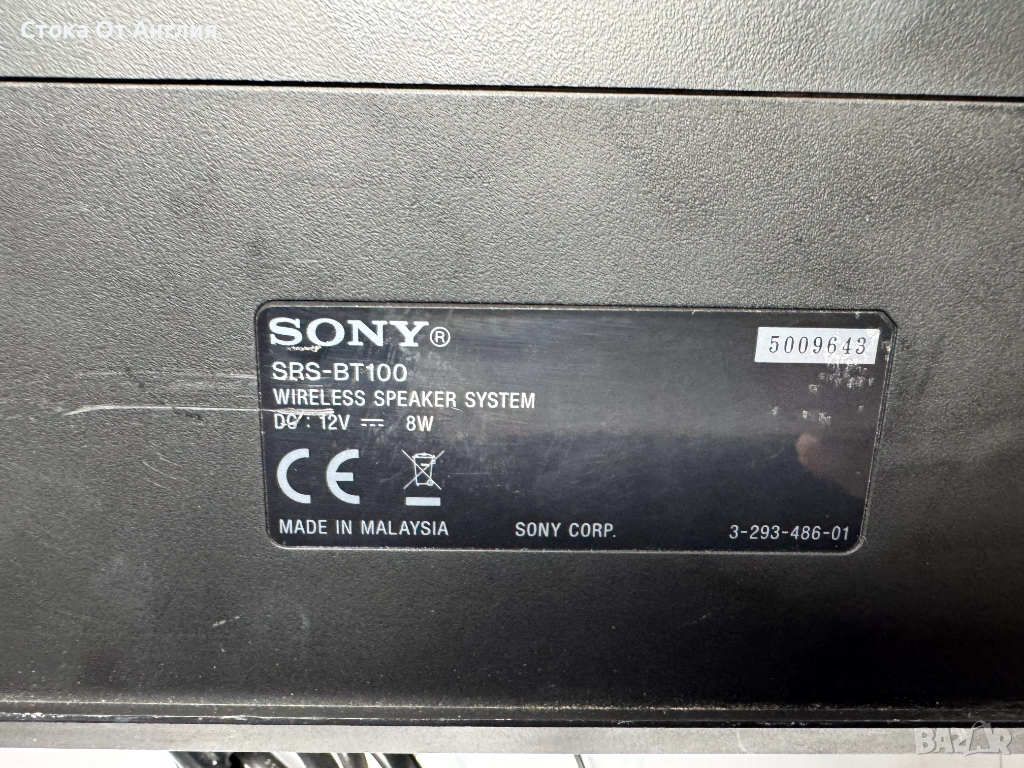 Стока От Англия
SONY®
5009643
SRS-BT100
WIRELESS SPEAKER SYSTEM
DC : 12V ⎓ 8W
CE
MADE IN MALAYSIA SONY CORP. 3-293-486-01
BAZAR